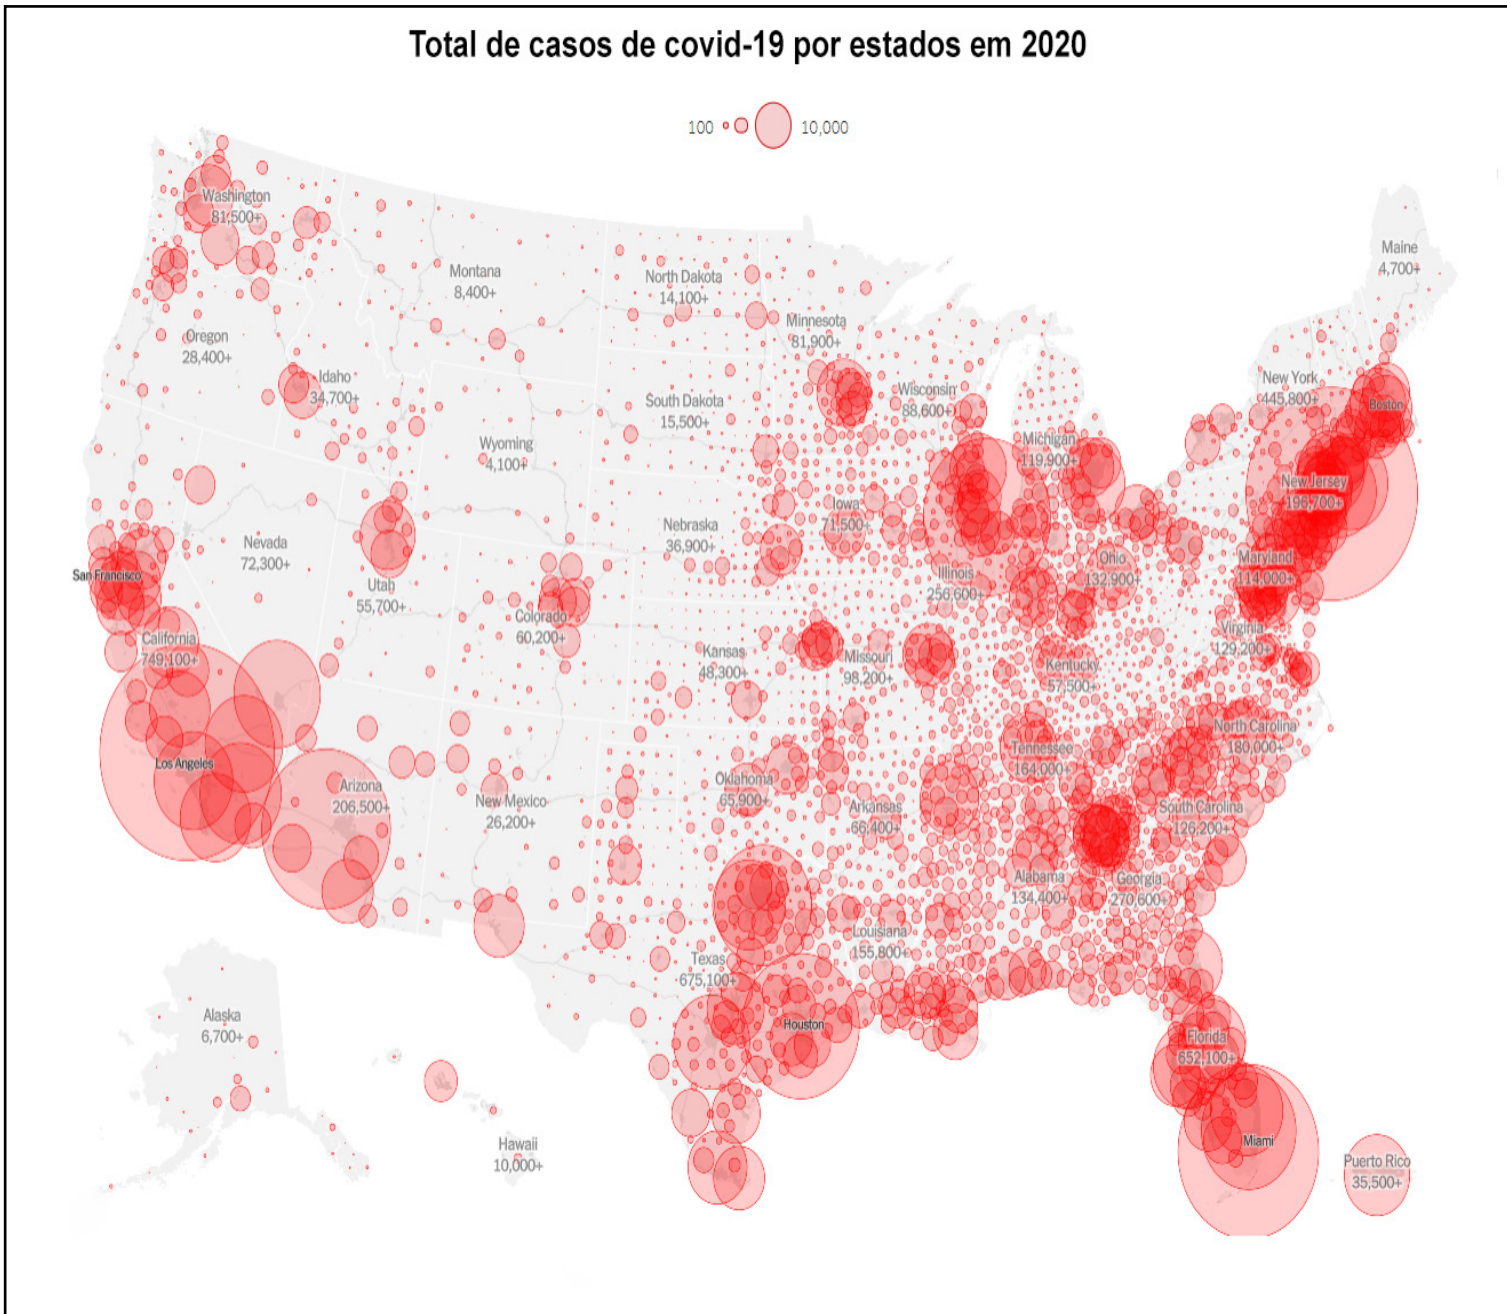 Total de casos de covid-19 por estados em 2020
100 10,000
Washington
81,500+
Montana
8,400+
North Dakota
14,100+
Minnesota
81,900+
Maine
4,700+
Oregon
28,400+
Idaho
34,700+
South Dakota
15,500+
Wisconsin
88,600+
New York
445,800+
Boston
Wyoming
4,100+
Michigan
119,900+
New Jersey
196,700+
Nevada
72,300+
Utah
55,700+
Nebraska
36,900+
Iowa
71,500+
Illinois
256,600+
Ohio
132,900+
Maryland
114,000+
San Francisco
California
749,100+
Colorado
60,200+
Kansas
48,300+
Missouri
98,200+
Kentucky
57,500+
Virginia
129,200+
Los Angeles
Arizona
206,500+
New Mexico
26,200+
Oklahoma
65,900+
Arkansas
66,400+
Tennessee
164,000+
North Carolina
180,000+
South Carolina
126,200+
Alabama
134,400+
Georgia
270,600+
Texas
675,100+
Louisiana
155,800+
Houston
Alaska
6,700+
Florida
652,100+
Miami
Hawaii
10,000+
Puerto Rico
35,500+